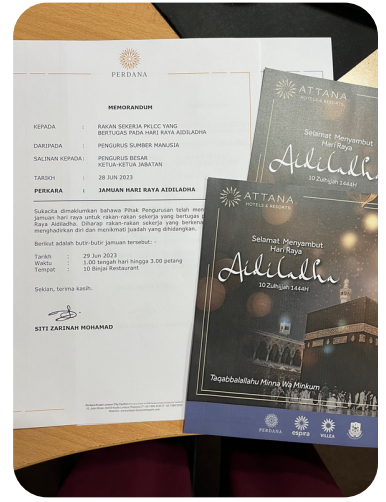 PERDANA
MEMORANDUM
KEPADA : RAKAN SEKERJA PKLCC YANG
BERTUGAS PADA HARI RAYA AIDILADHA
DARIPADA : PENGURUS SUMBER MANUSIA
SALINAN KEPADA: PENGURUS BESAR
KETUA-KETUA JABATAN
TARIKH : 28 JUN 2023
PERKARA : JAMUAN HARI RAYA AIDILADHA
Sukacita dimaklumkan bahawa Pihak Pengurusan telah men
jamuan hari raya untuk rakan-rakan sekerja yang bertugas p
Raya Aidiladha. Diharap rakan-rakan sekerja yang berkena
menghadirkan diri dan menikmati juadah yang dihidangkan.
Berikut adalah butir-butir jamuan tersebut: -
Tarikh : 29 Jun 2023
Waktu : 1.00 tengah hari hingga 3.00 petang
Tempat : 10 Binjai Restaurant
Sekian, terima kasih.
SITI ZARINAH MOHAMAD
ATTANA
HOTELS & RESORTS
Selamat Menyambut
Hari Raya
Aidiladha
10 Zulhijjah 1444H
ATTANA
HOTELS & RESORTS
Selamat Menyambut
Hari Raya
Aidiladha
10 Zulhijjah 1444H
Taqabbalallahu Minna Wa Minkum
PERDANA
espira
VILLEA